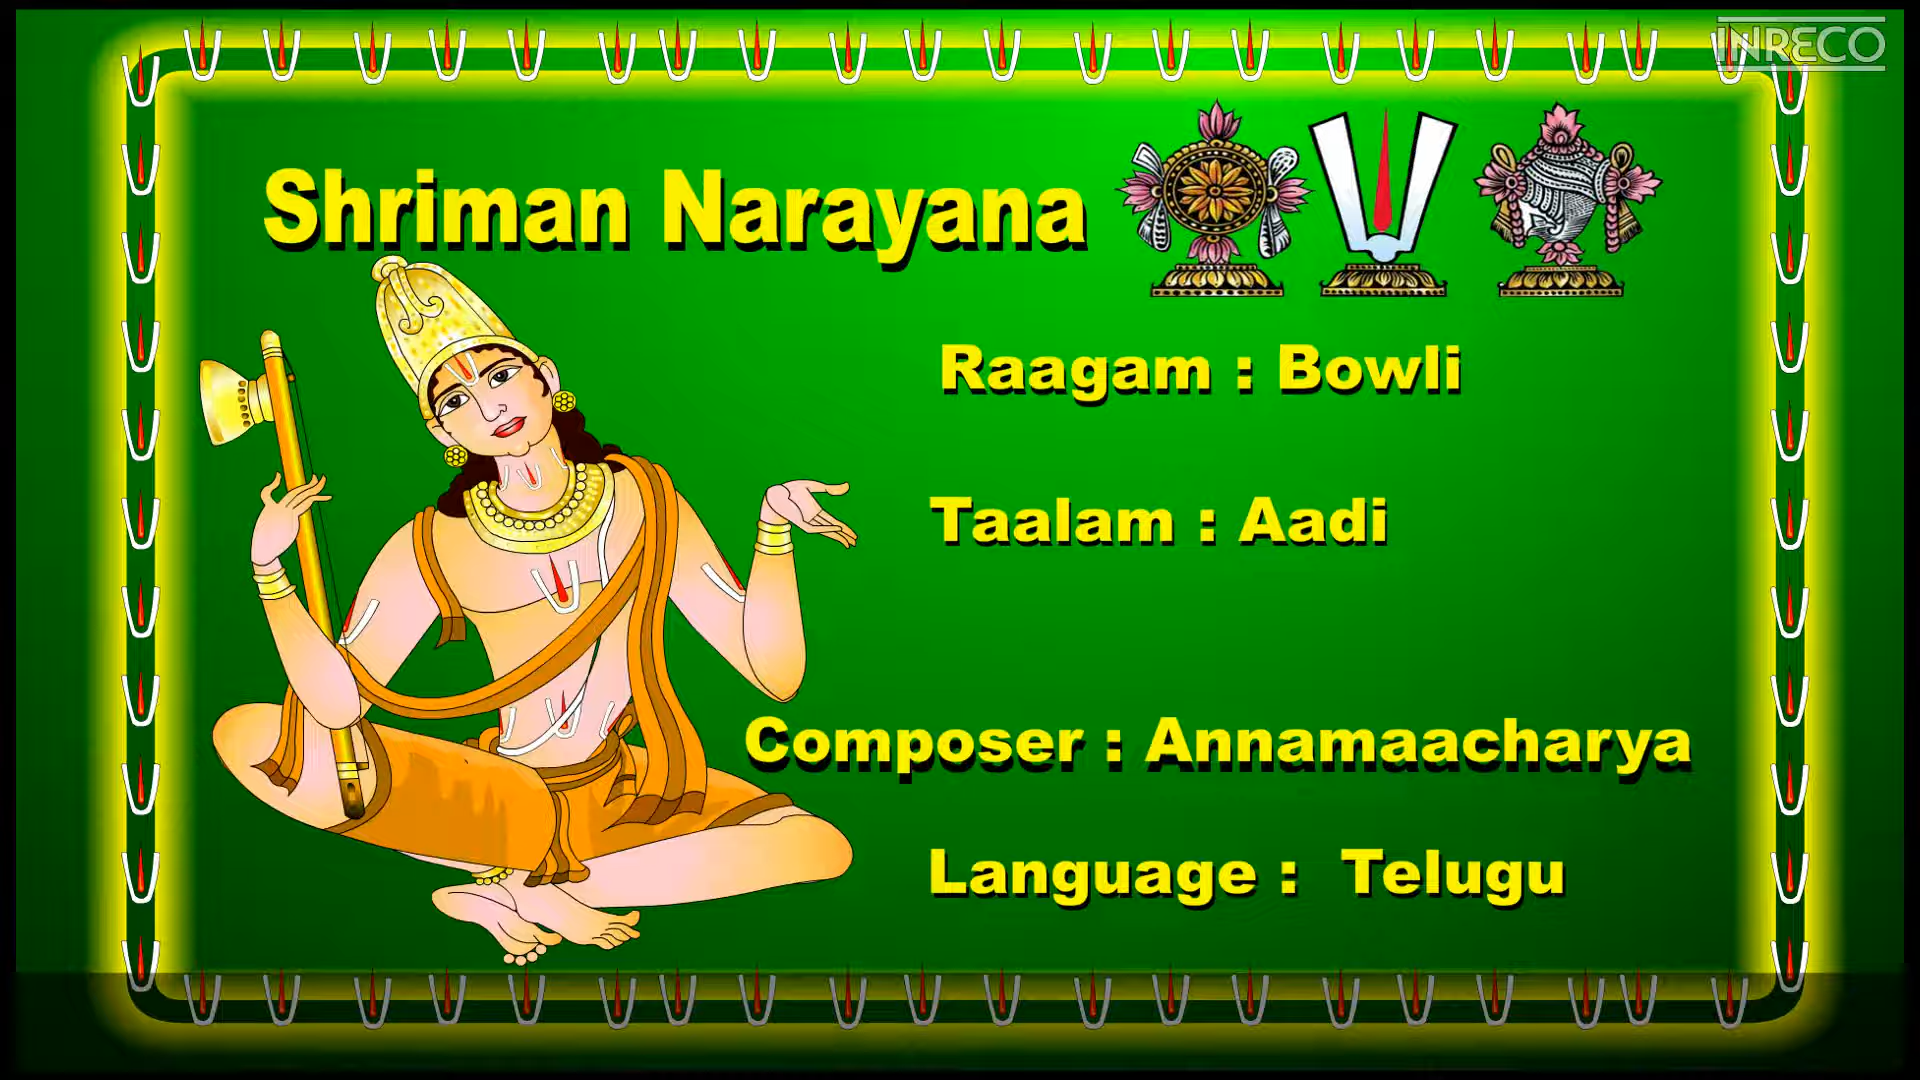 INRECO
Shriman Narayana
Raagam : Bowli
Taalam : Aadi
Composer : Annamaacharya
Language : Telugu